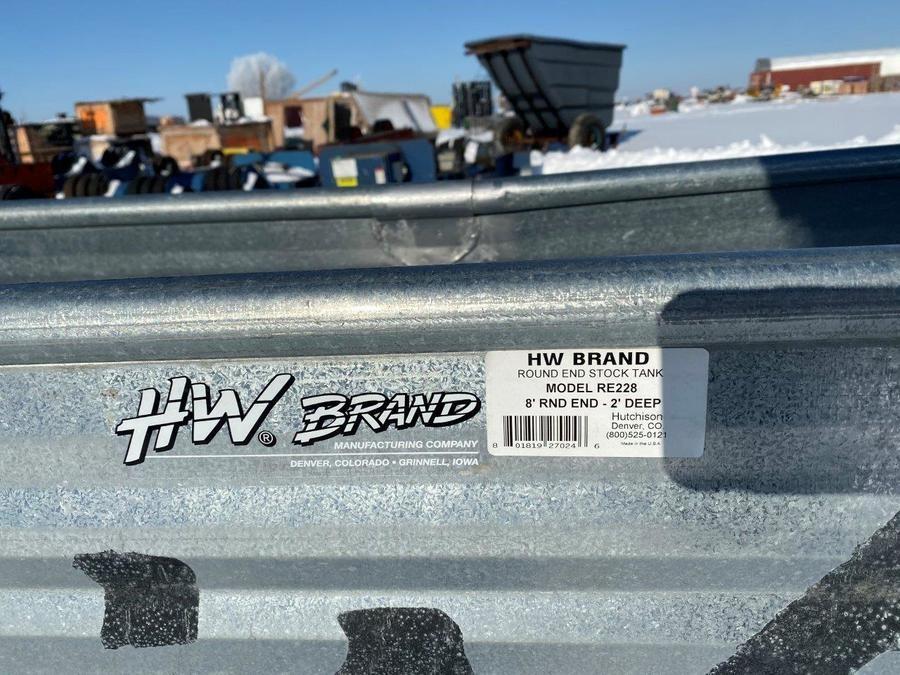 HW® BRAND
MANUFACTURING COMPANY
DENVER, COLORADO • GRINNELL, IOWA
HW BRAND
ROUND END STOCK TANK
MODEL RE228
8' RND END - 2' DEEP
Hutchison
Denver, CO
(800)525-0121
Made in the U.S.A.
8 01819 27024 6